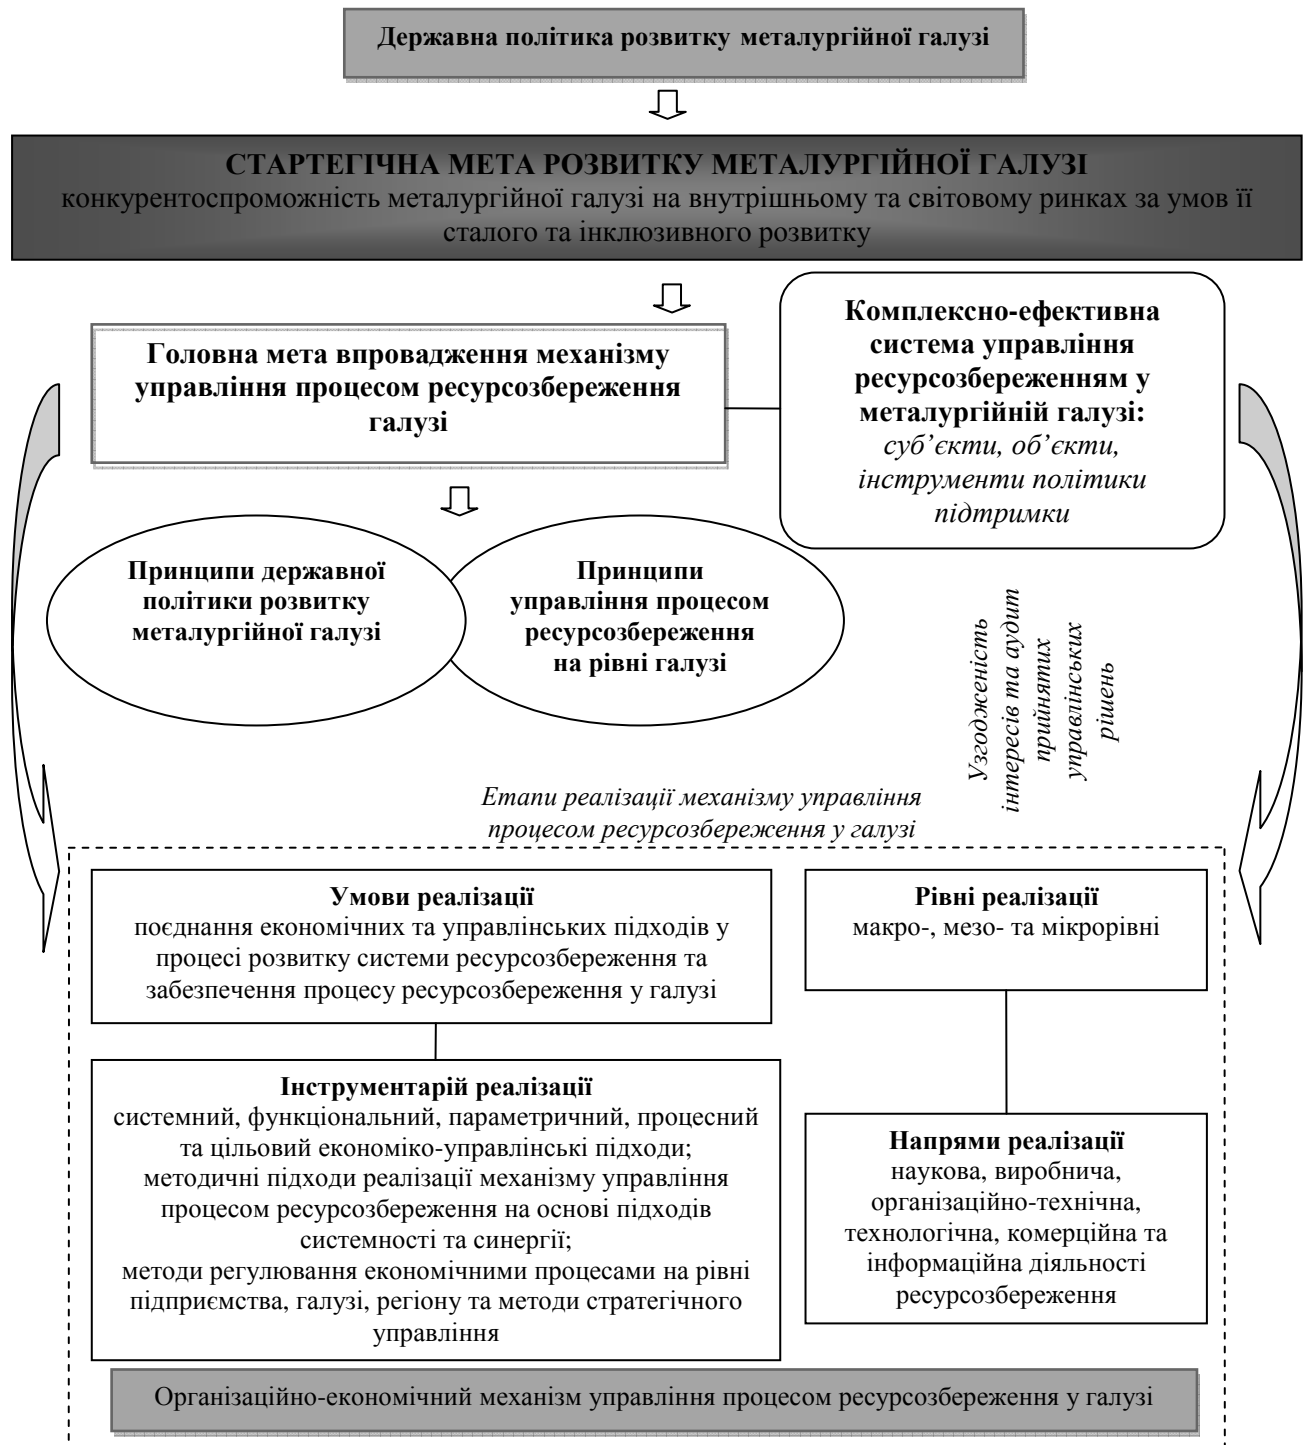 Державна політика розвитку металургійної галузі
СТАРТЕГІЧНА МЕТА РОЗВИТКУ МЕТАЛУРГІЙНОЇ ГАЛУЗІ
конкурентоспроможність металургійної галузі на внутрішньому та світовому ринках за умов її
сталого та інклюзивного розвитку
Головна мета впровадження механізму
управління процесом ресурсозбереження
галузі
Комплексно-ефективна
система управління
ресурсозбереженням у
металургійній галузі:
суб’єкти, об’єкти,
інструменти політики
підтримки
Принципи державної
політики розвитку
металургійної галузі
Принципи
управління процесом
ресурсозбереження
на рівні галузі
Узгодженість
інтересів та аудит
прийнятих
управлінських
рішень
Етапи реалізації механізму управління
процесом ресурсозбереження у галузі
Умови реалізації
поєднання економічних та управлінських підходів у
процесі розвитку системи ресурсозбереження та
забезпечення процесу ресурсозбереження у галузі
Рівні реалізації
макро-, мезо- та мікрорівні
Інструментарій реалізації
системний, функціональний, параметричний, процесний
та цільовий економіко-управлінські підходи;
методичні підходи реалізації механізму управління
процесом ресурсозбереження на основі підходів
системності та синергії;
методи регулювання економічними процесами на рівні
підприємства, галузі, регіону та методи стратегічного
управління
Напрями реалізації
наукова, виробнича,
організаційно-технічна,
технологічна, комерційна та
інформаційна діяльності
ресурсозбереження
Організаційно-економічний механізм управління процесом ресурсозбереження у галузі